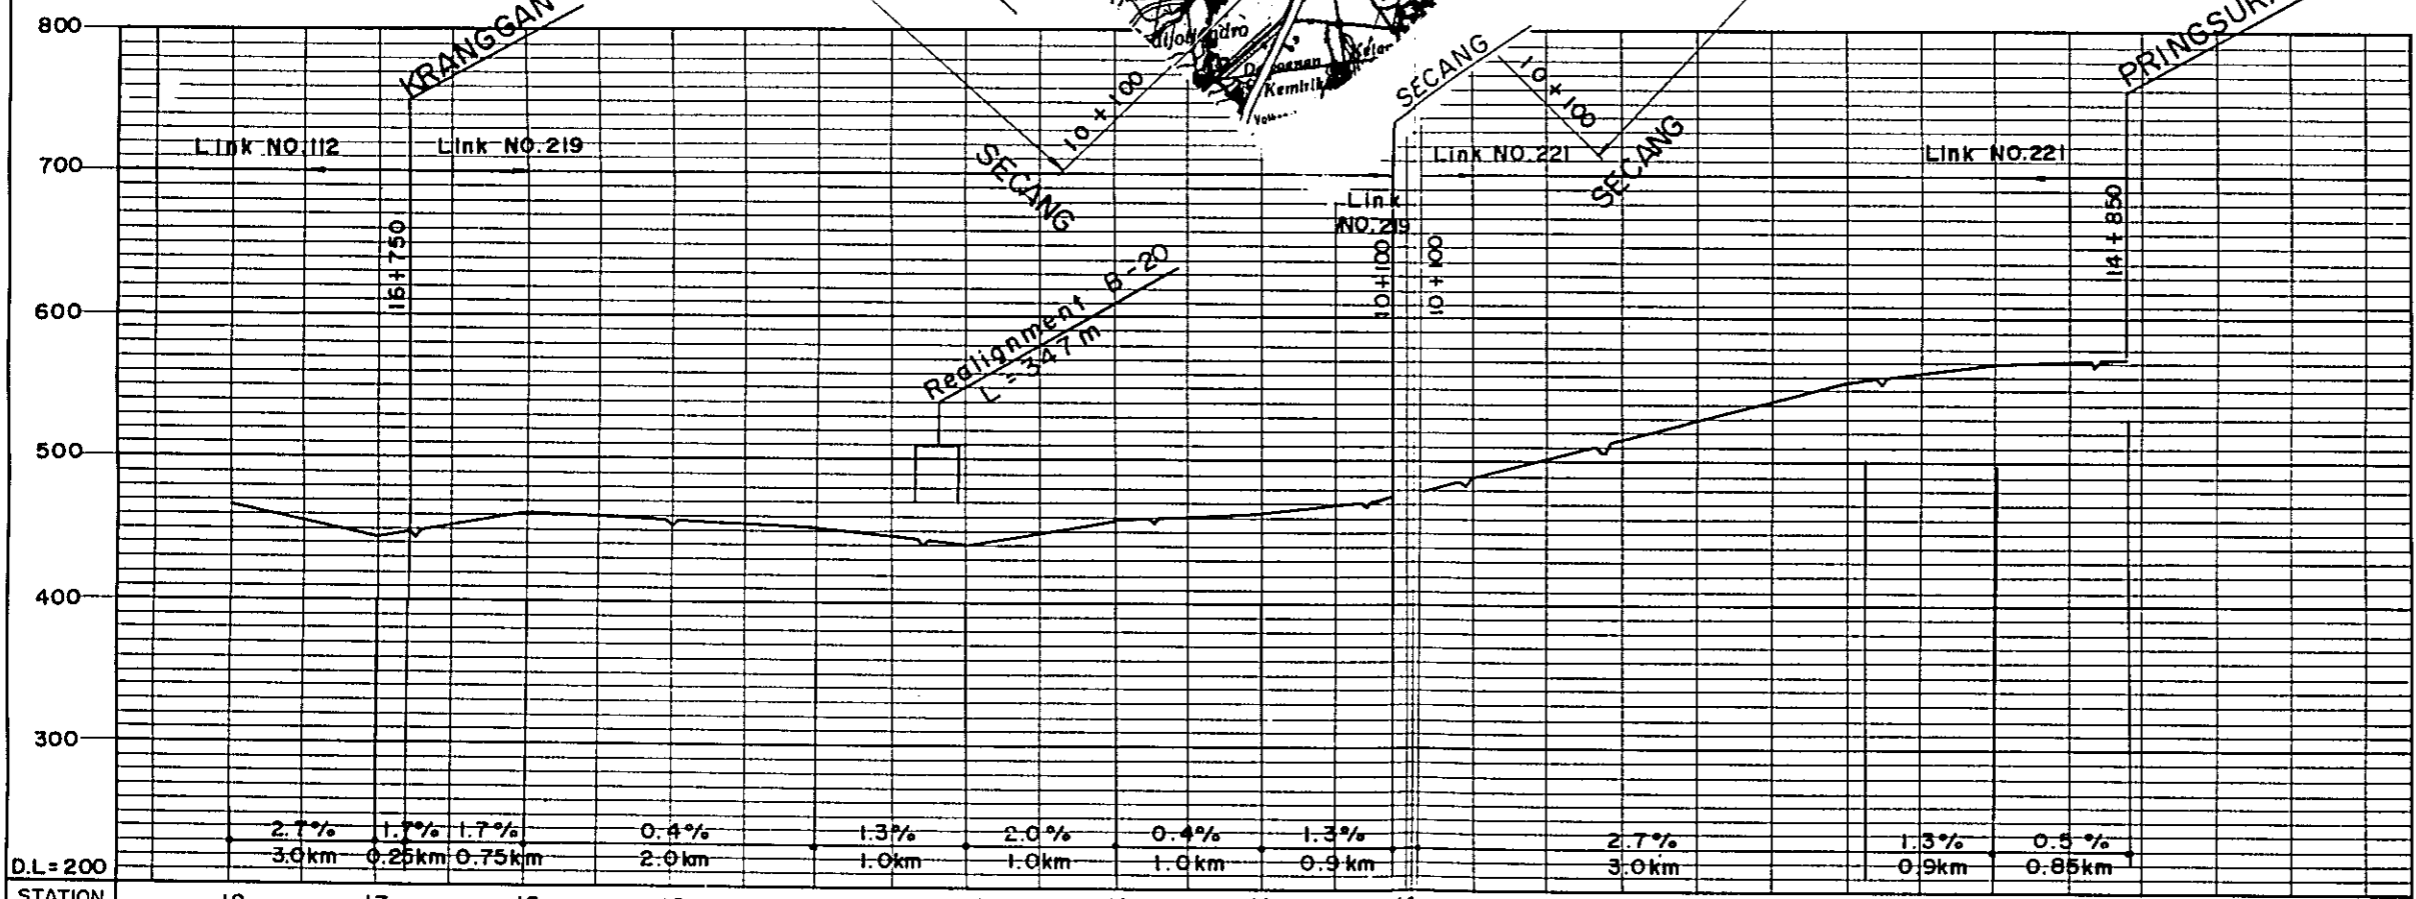 800
700
600
500
400
300
D.L=200
STATION
KRANGGAN
Link NO.112
Link NO.219
16+750
10+100
SECANG
Realignment B-20
L=347m
SECANG
Link
NO.219
10+100
10+100
Link NO.221
10+100
SECANG
Link NO.221
14+850
Kemirik
2.7% 1.7% 1.7% 0.4% 1.3% 2.0% 0.4% 1.3% 2.7% 1.3% 0.5%
3.0km 0.25km 0.75km 2.0km 1.0km 1.0km 1.0km 0.9km 3.0km 0.9km 0.85km